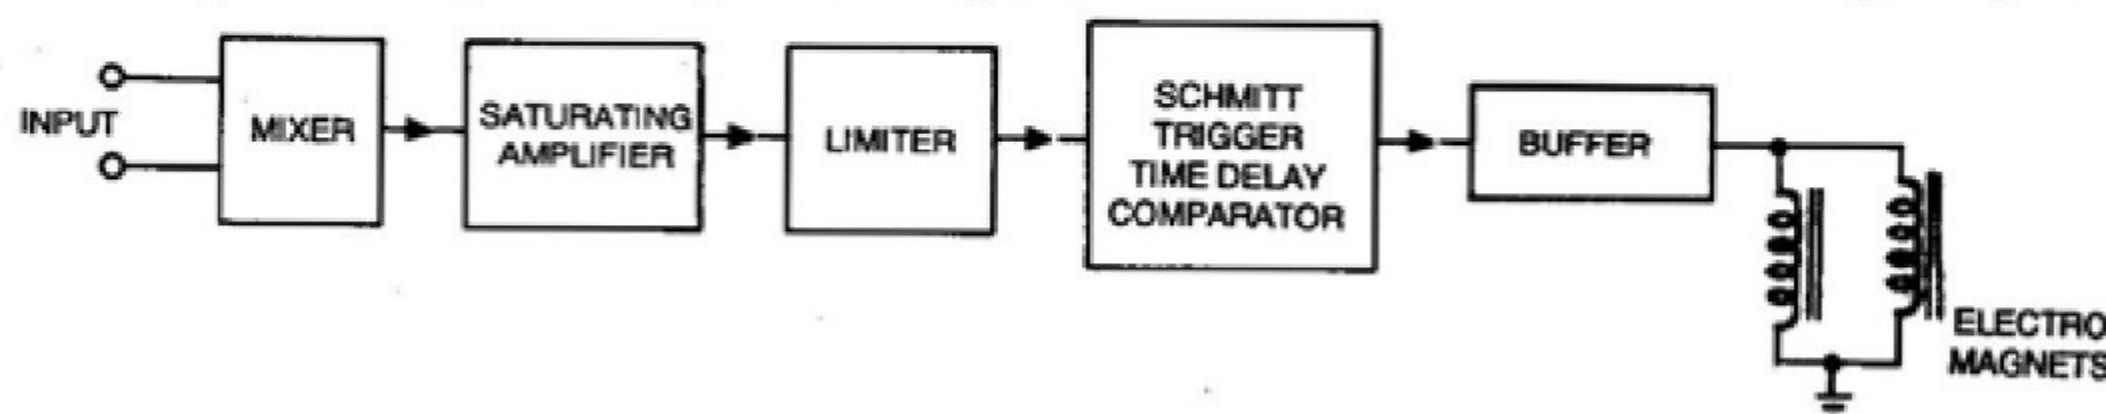 INPUT
MIXER
SATURATING
AMPLIFIER
LIMITER
SCHMITT
TRIGGER
TIME DELAY
COMPARATOR
BUFFER
ELECTRO
MAGNETS